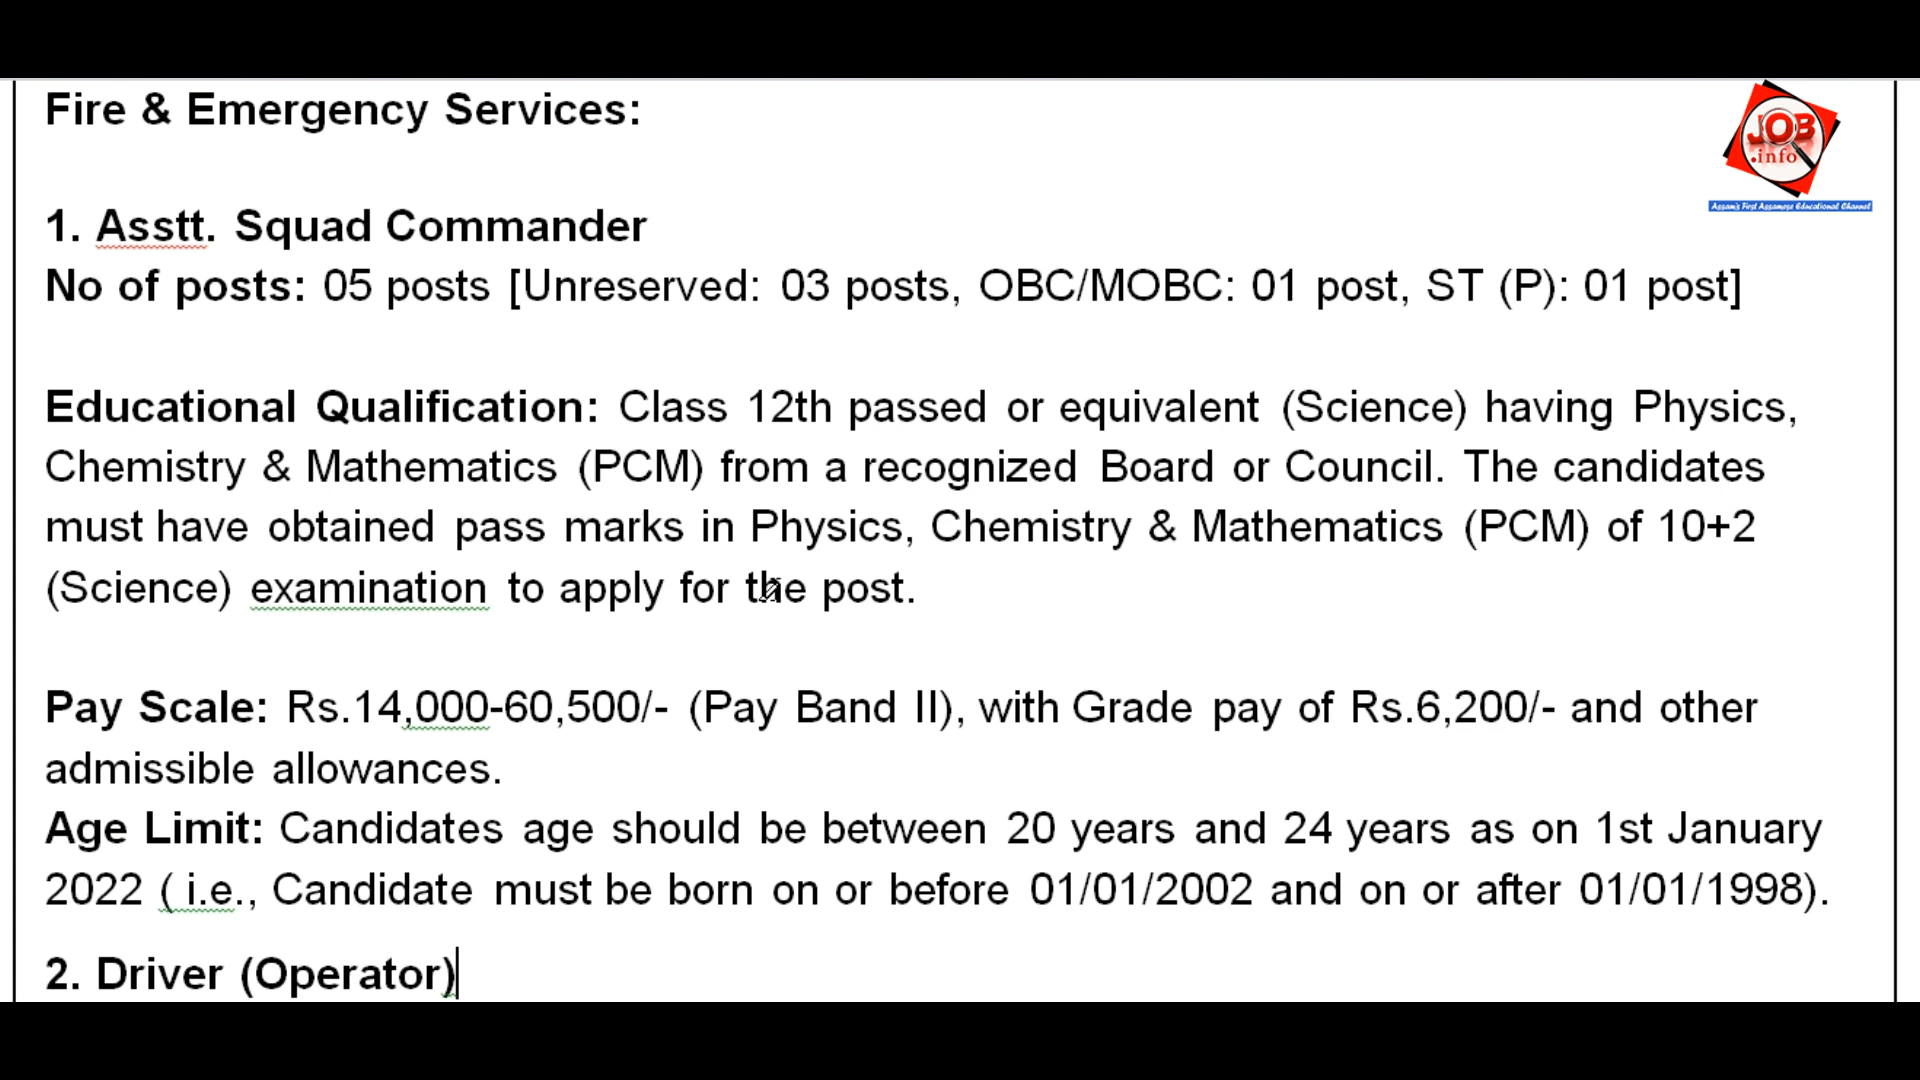 Fire & Emergency Services:
JOB
.info
Assam's First Assamese Educational Channel
1. Asstt. Squad Commander
No of posts: 05 posts [Unreserved: 03 posts, OBC/MOBC: 01 post, ST (P): 01 post]
Educational Qualification: Class 12th passed or equivalent (Science) having Physics,
Chemistry & Mathematics (PCM) from a recognized Board or Council. The candidates
must have obtained pass marks in Physics, Chemistry & Mathematics (PCM) of 10+2
(Science) examination to apply for the post.
Pay Scale: Rs.14,000-60,500/- (Pay Band II), with Grade pay of Rs.6,200/- and other
admissible allowances.
Age Limit: Candidates age should be between 20 years and 24 years as on 1st January
2022 ( i.e., Candidate must be born on or before 01/01/2002 and on or after 01/01/1998).
2. Driver (Operator)